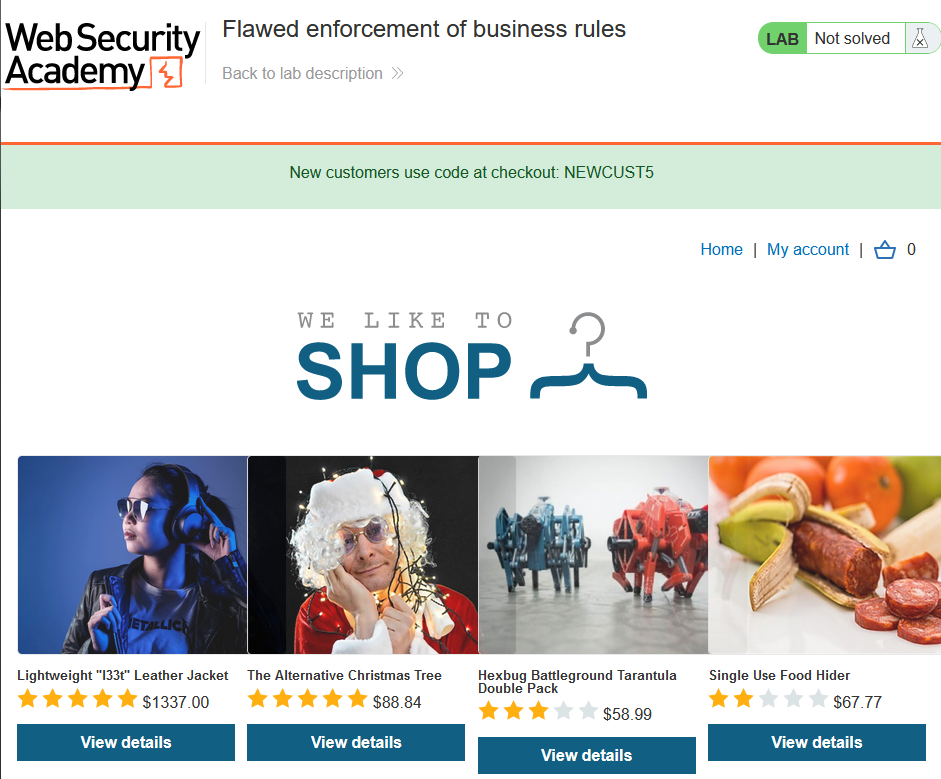 Web Security
Academy
Flawed enforcement of business rules
Back to lab description
LAB Not solved
New customers use code at checkout: NEWCUST5
Home | My account | 0
WE LIKE TO
SHOP
METALLICA
Lightweight "l33t" Leather Jacket
$1337.00
View details
The Alternative Christmas Tree
$88.84
View details
Hexbug Battleground Tarantula
Double Pack
$58.99
View details
Single Use Food Hider
$67.77
View details